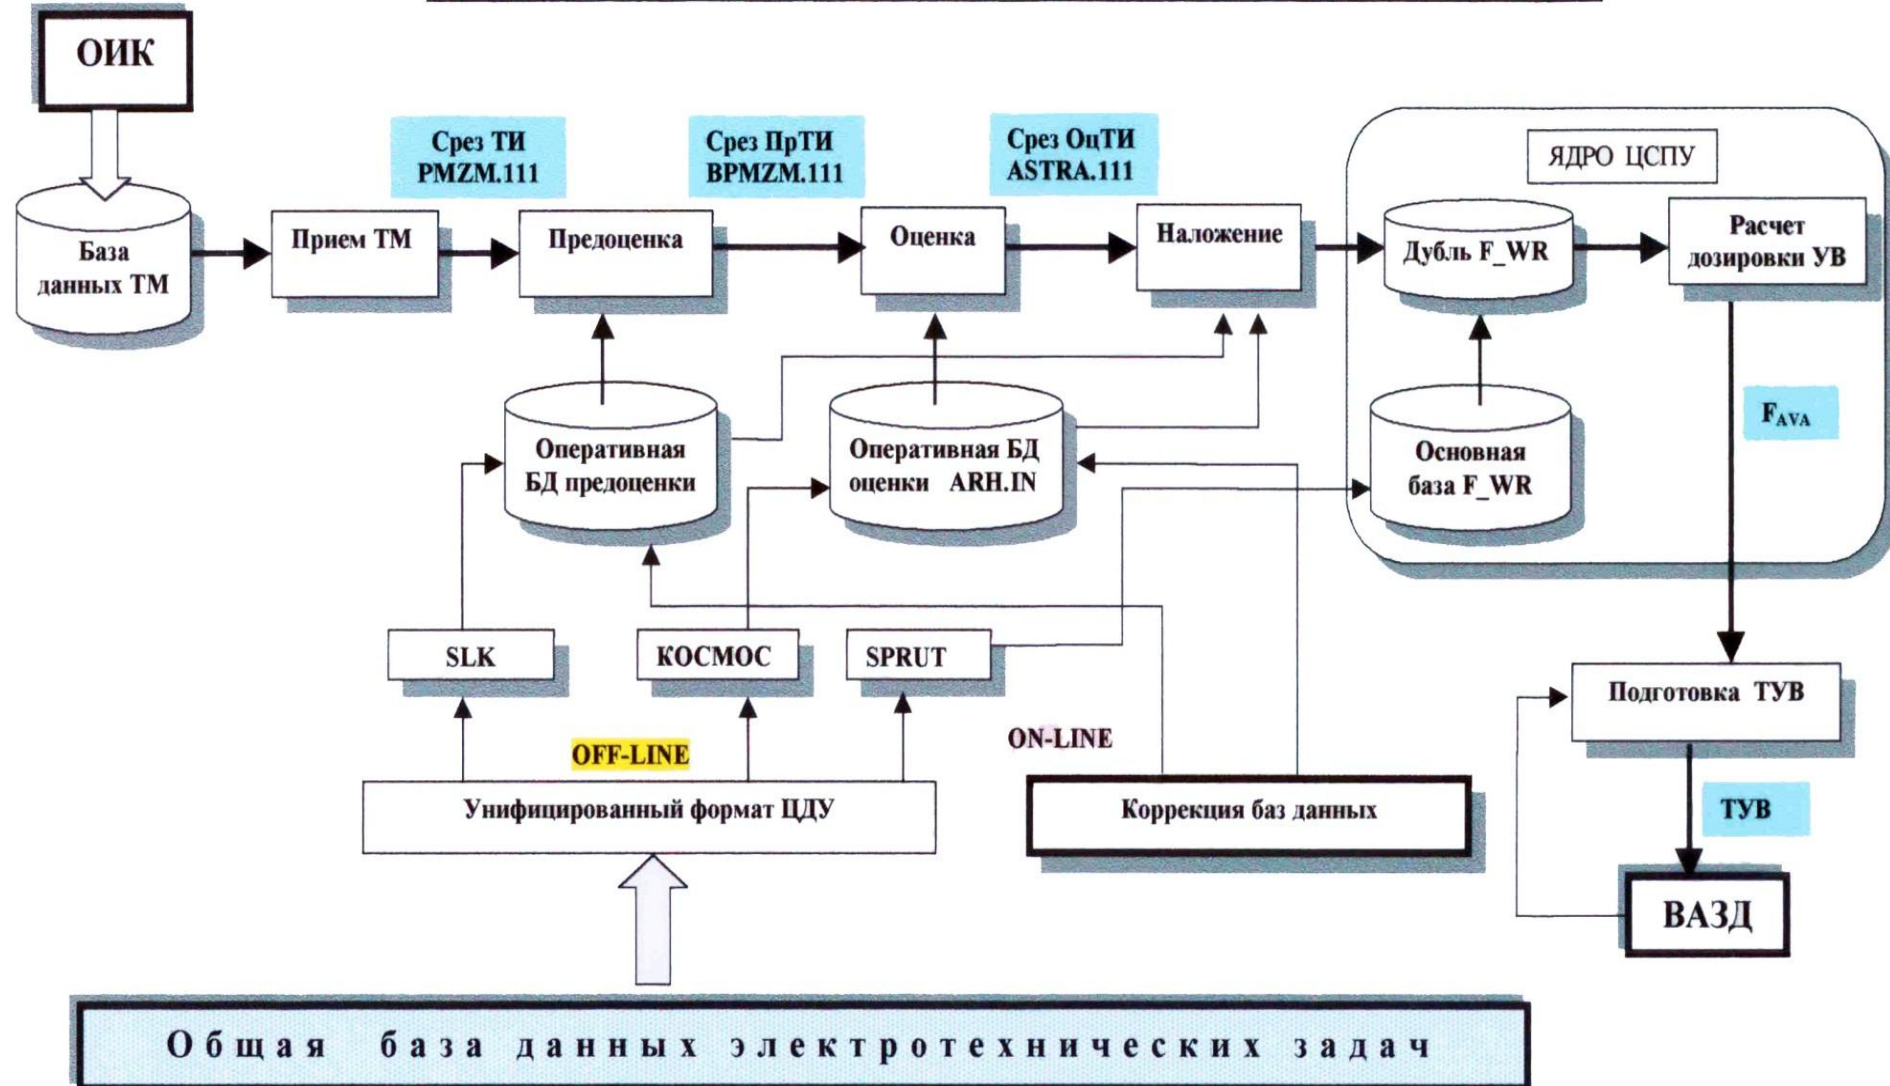 ОИК
Срез ТИ
PMZM.111
Срез ПрТИ
BPMZM.111
Срез ОцТИ
ASTRA.111
ЯДРО ЦСПУ
База
данных ТМ
Прием ТМ
Предоценка
Оценка
Наложение
Дубль F_WR
Расчет
дозировки УВ
Оперативная
БД предоценки
Оперативная БД
оценки ARH.IN
Основная
база F_WR
FAVA
SLK
КОСМОС
SPRUT
Подготовка ТУВ
OFF-LINE
ON-LINE
Унифицированный формат ЦДУ
Коррекция баз данных
ТУВ
ВАЗД
Общая база данных электротехнических задач